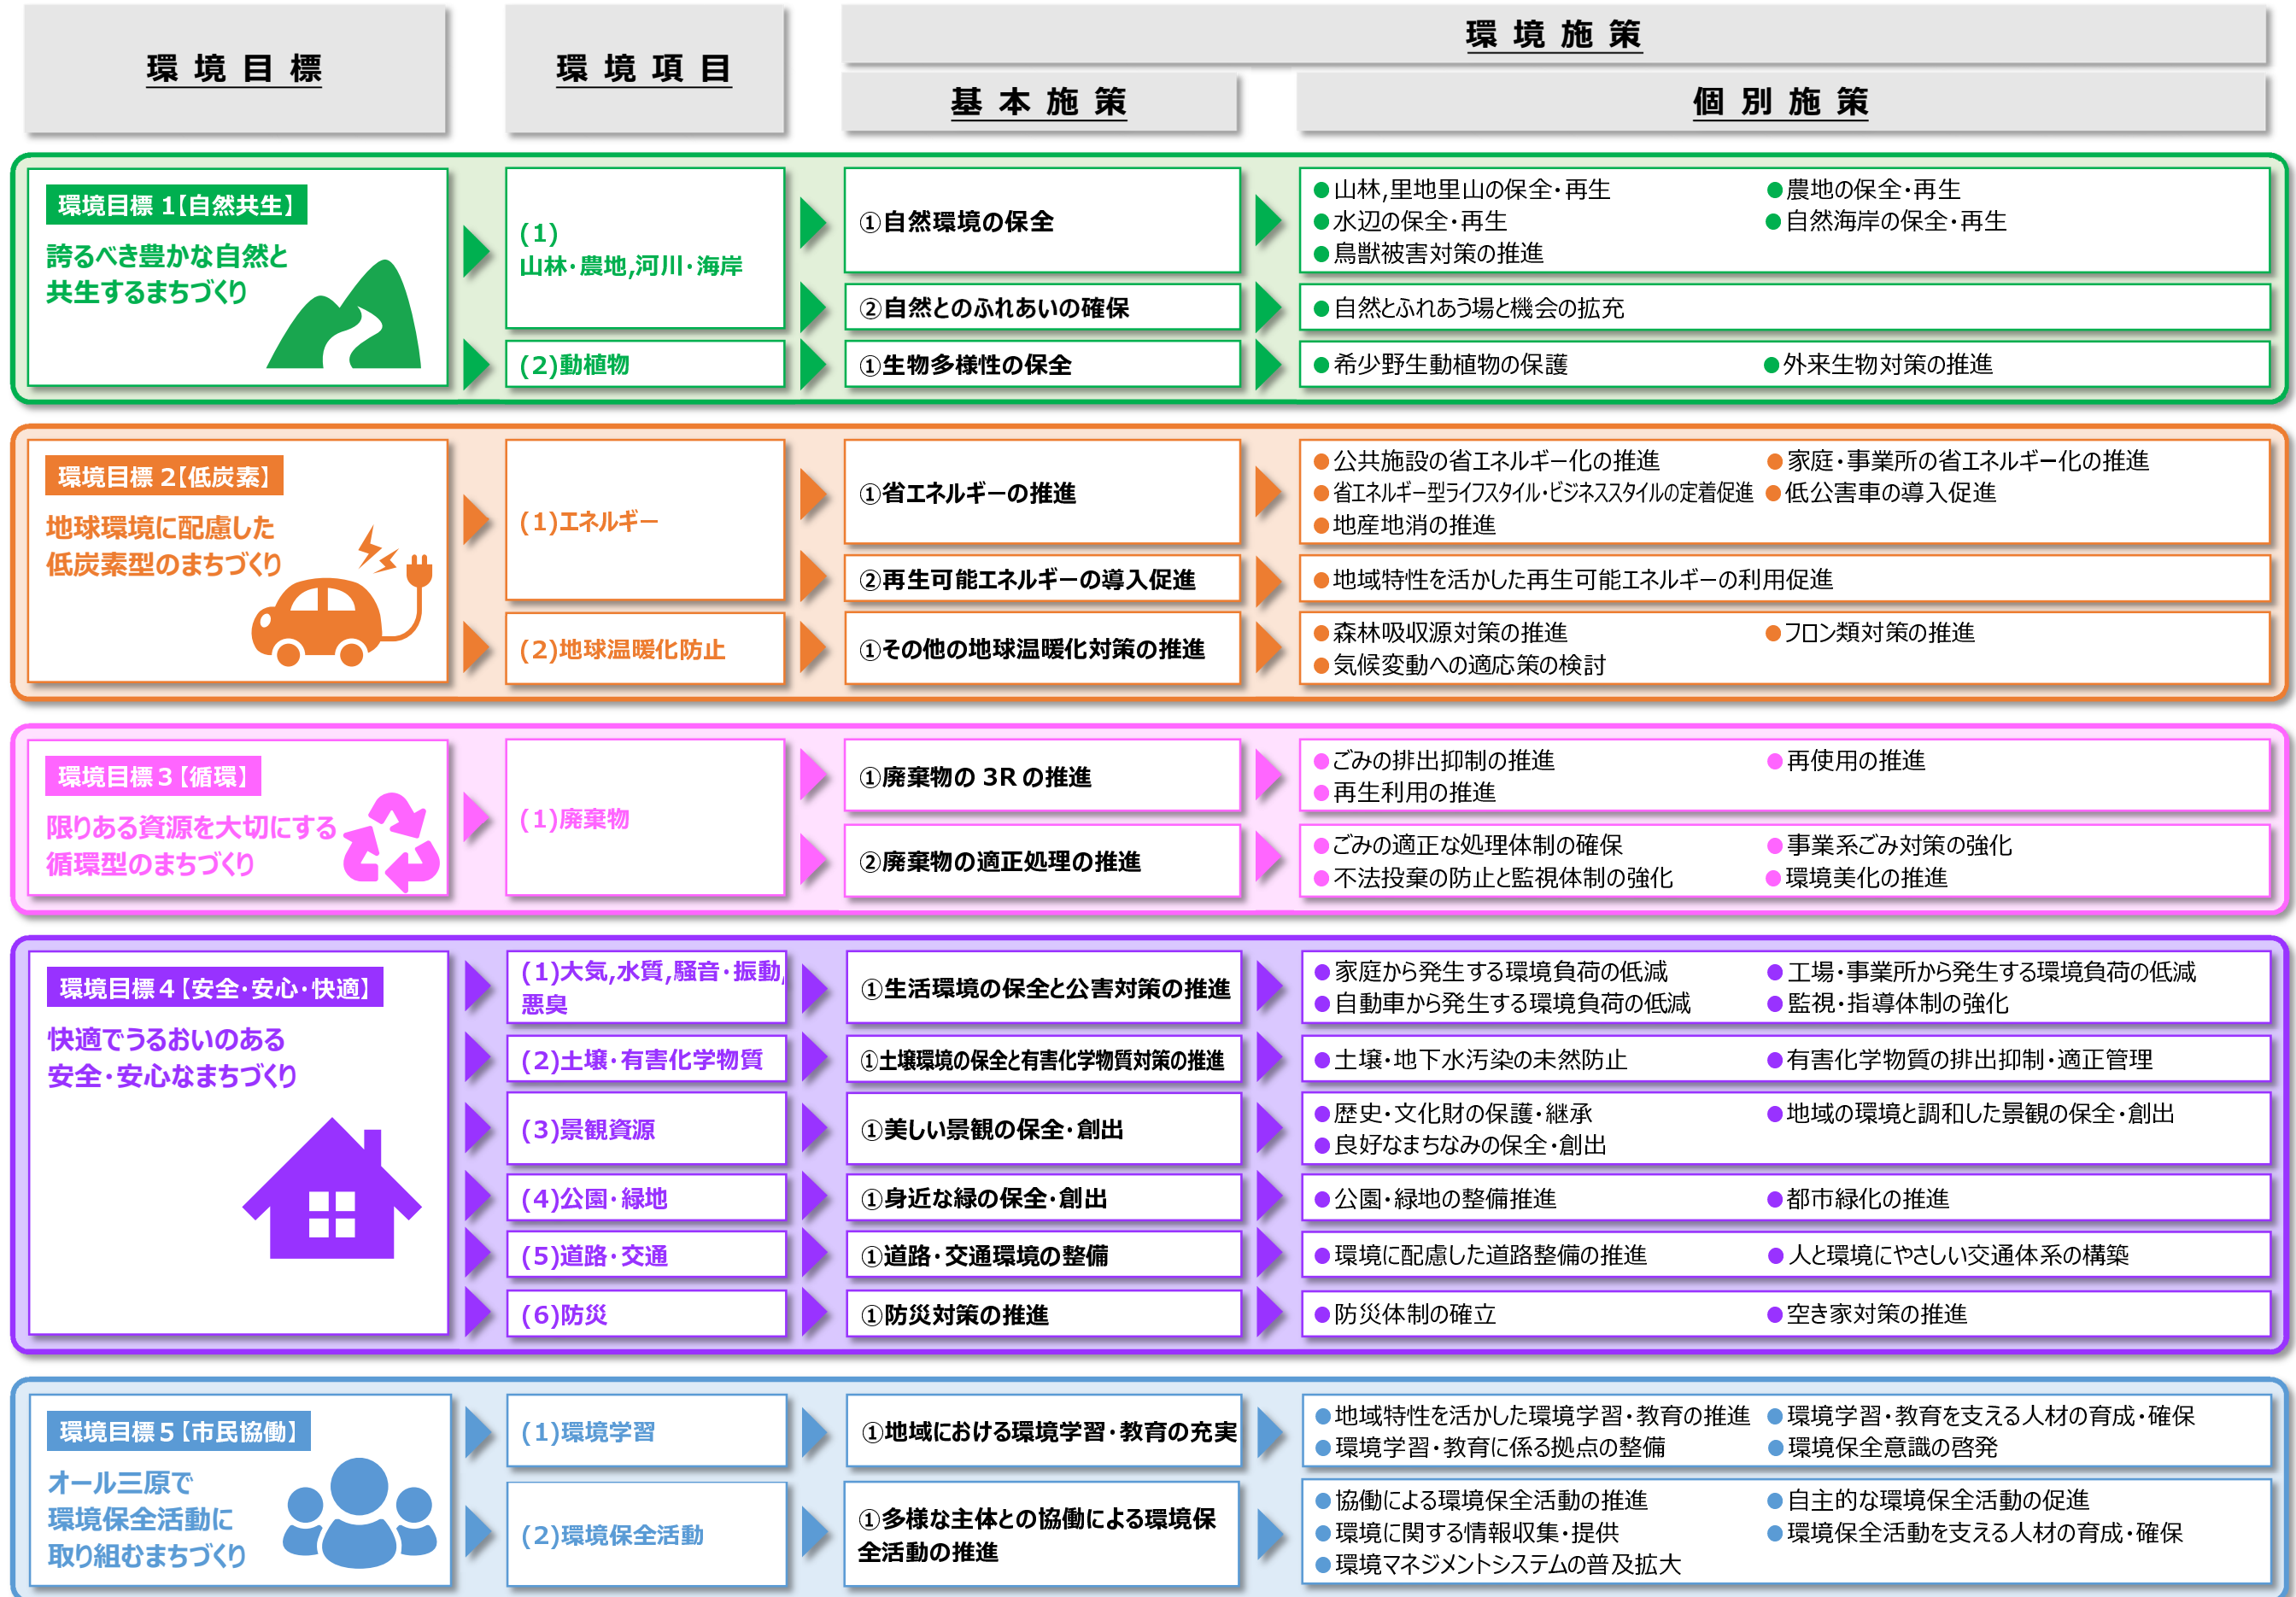 環境目標
環境項目
環境施策
基本施策
個別施策
環境目標1【自然共生】
誇るべき豊かな自然と
共生するまちづくり
(1)
山林・農地,河川・海岸
①自然環境の保全
●山林,里地里山の保全・再生 ●農地の保全・再生
●水辺の保全・再生 ●自然海岸の保全・再生
●鳥獣被害対策の推進
②自然とのふれあいの確保
●自然とふれあう場と機会の拡充
(2)動植物
①生物多様性の保全
●希少野生動植物の保護 ●外来生物対策の推進
環境目標2【低炭素】
地球環境に配慮した
低炭素型のまちづくり
(1)エネルギー
①省エネルギーの推進
●公共施設の省エネルギー化の推進 ●家庭・事業所の省エネルギー化の推進
●省エネルギー型ライフスタイル・ビジネススタイルの定着促進 ●低公害車の導入促進
●地産地消の推進
②再生可能エネルギーの導入促進
●地域特性を活かした再生可能エネルギーの利用促進
(2)地球温暖化防止
①その他の地球温暖化対策の推進
●森林吸収源対策の推進 ●フロン類対策の推進
●気候変動への適応策の検討
環境目標3【循環】
限りある資源を大切にする
循環型のまちづくり
(1)廃棄物
①廃棄物の3Rの推進
●ごみの排出抑制の推進 ●再使用の推進
●再生利用の推進
②廃棄物の適正処理の推進
●ごみの適正な処理体制の確保 ●事業系ごみ対策の強化
●不法投棄の防止と監視体制の強化 ●環境美化の推進
環境目標4【安全・安心・快適】
快適でうるおいのある
安全・安心なまちづくり
(1)大気,水質,騒音・振動,
悪臭
①生活環境の保全と公害対策の推進
●家庭から発生する環境負荷の低減 ●工場・事業所から発生する環境負荷の低減
●自動車から発生する環境負荷の低減 ●監視・指導体制の強化
(2)土壌・有害化学物質
①土壌環境の保全と有害化学物質対策の推進
●土壌・地下水汚染の未然防止 ●有害化学物質の排出抑制・適正管理
(3)景観資源
①美しい景観の保全・創出
●歴史・文化財の保護・継承 ●地域の環境と調和した景観の保全・創出
●良好なまちなみの保全・創出
(4)公園・緑地
①身近な緑の保全・創出
●公園・緑地の整備推進 ●都市緑化の推進
(5)道路・交通
①道路・交通環境の整備
●環境に配慮した道路整備の推進 ●人と環境にやさしい交通体系の構築
(6)防災
①防災対策の推進
●防災体制の確立 ●空き家対策の推進
環境目標5【市民協働】
オール三原で
環境保全活動に
取り組むまちづくり
(1)環境学習
①地域における環境学習・教育の充実
●地域特性を活かした環境学習・教育の推進 ●環境学習・教育を支える人材の育成・確保
●環境学習・教育に係る拠点の整備 ●環境保全意識の啓発
(2)環境保全活動
①多様な主体との協働による環境保
全活動の推進
●協働による環境保全活動の推進 ●自主的な環境保全活動の促進
●環境に関する情報収集・提供 ●環境保全活動を支える人材の育成・確保
●環境マネジメントシステムの普及拡大